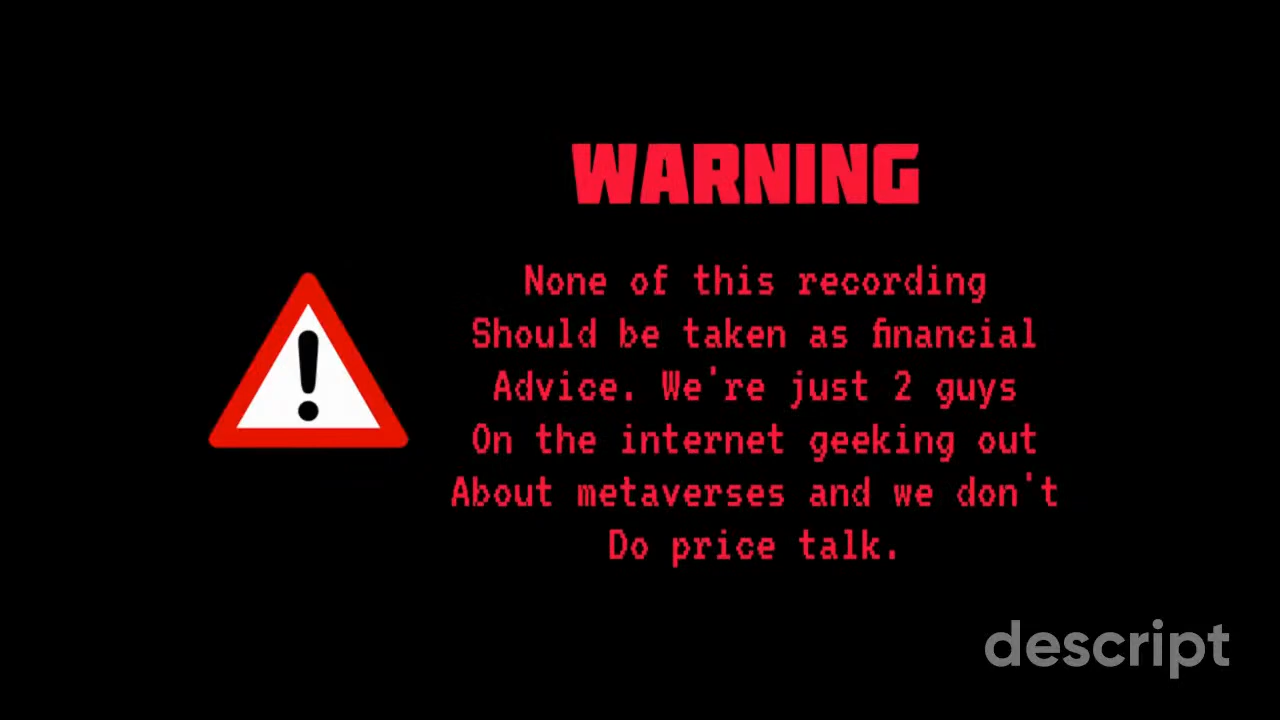 WARNING
None of this recording
Should be taken as financial
Advice. We're just 2 guys
On the internet geeking out
About metaverses and we don't
Do price talk.
descript